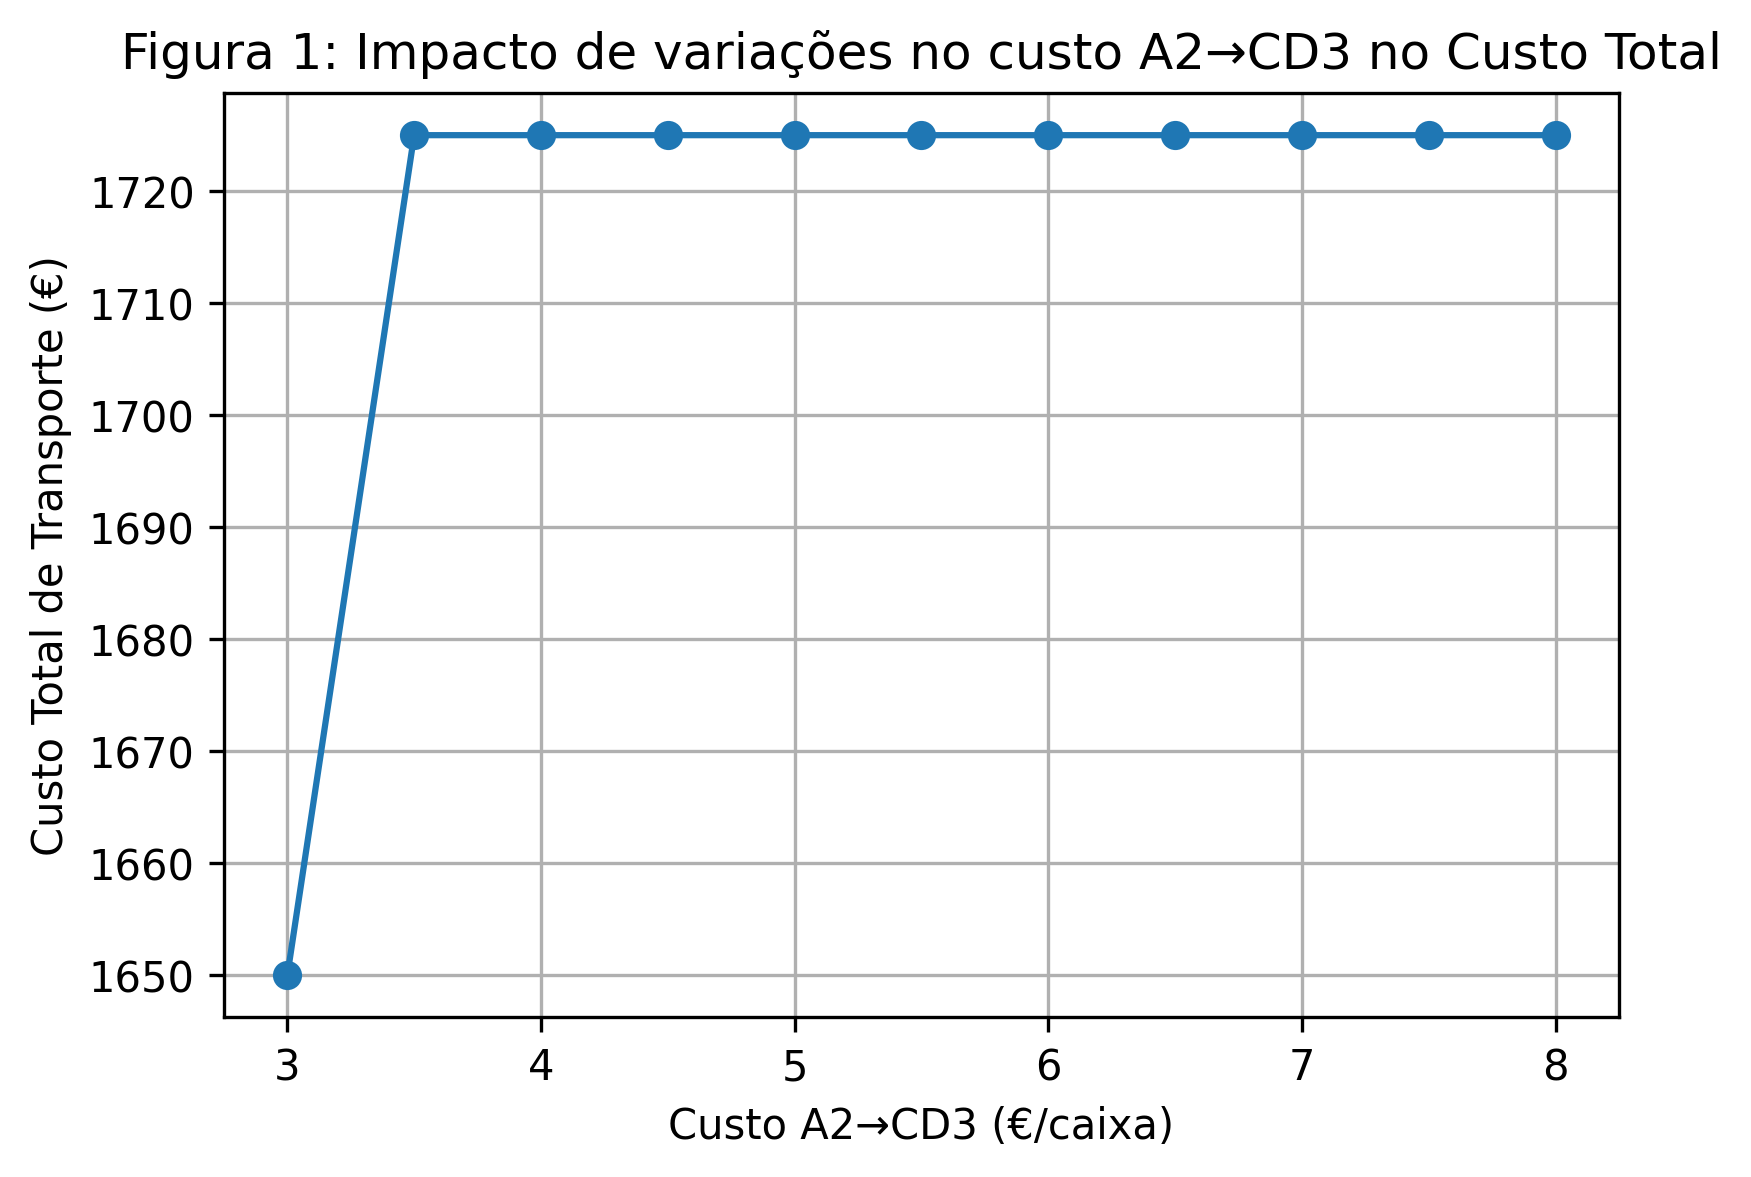 Figura 1: Impacto de variações no custo A2→CD3 no Custo Total
Custo Total de Transporte (€)
1720
1710
1700
1690
1680
1670
1660
1650
3 4 5 6 7 8
Custo A2→CD3 (€/caixa)